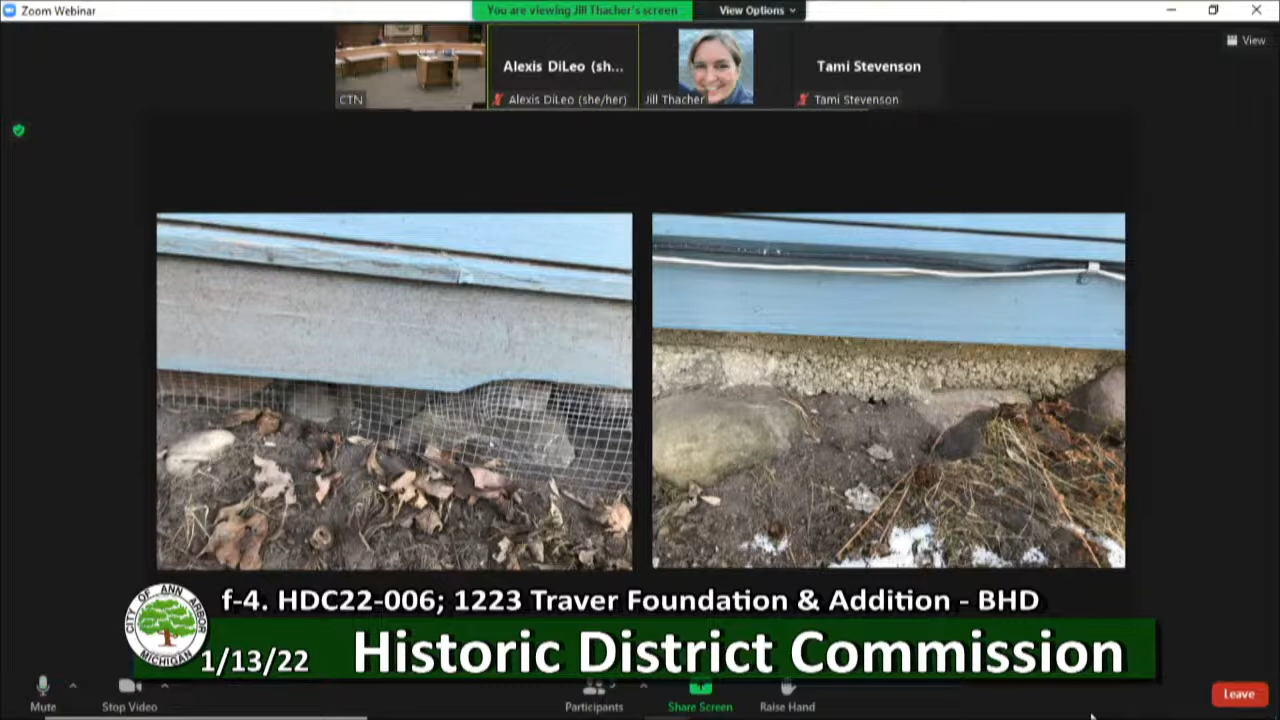 Zoom Webinar
You are viewing Jill Thacher's screen
View Options
View
Alexis DiLeo (sh...
Tami Stevenson
CTN
Alexis DiLeo (she/her)
Jill Thacher
Tami Stevenson
f-4. HDC22-006; 1223 Traver Foundation & Addition - BHD
CITY OF ANN ARBOR
MICHIGAN
1/13/22
Historic District Commission
Mute
Stop Video
Participants
Share Screen
Raise Hand
Leave